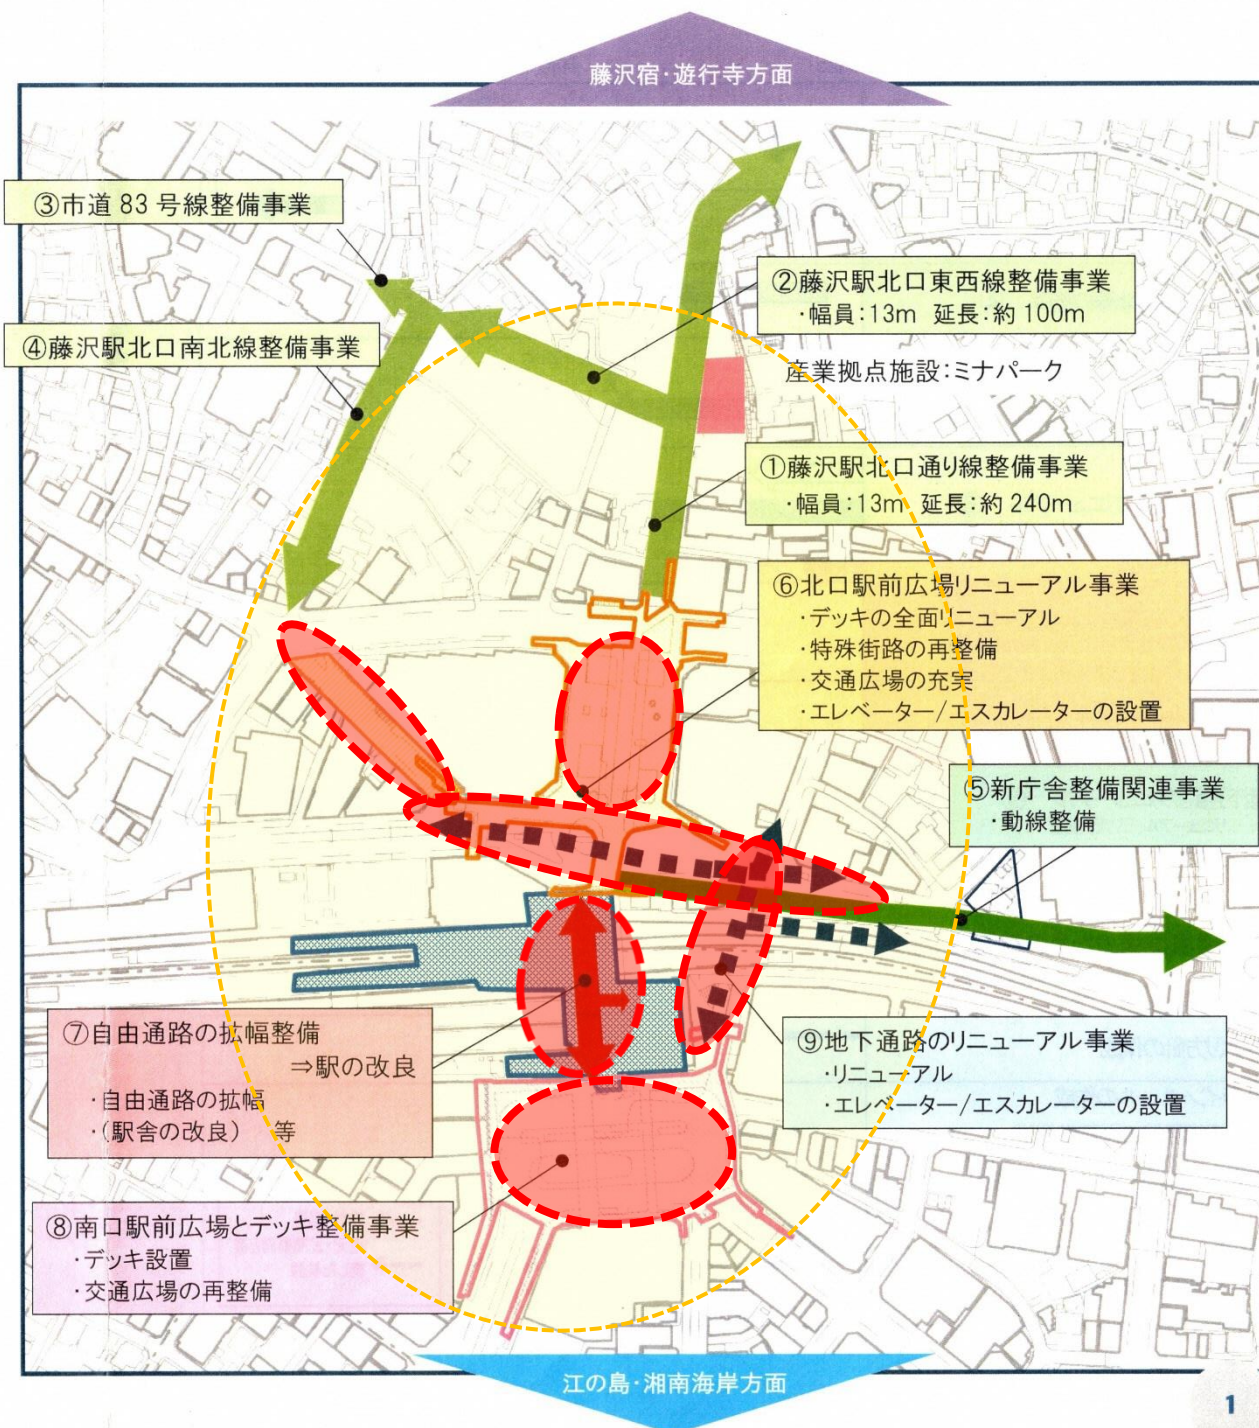 藤沢宿・遊行寺方面
③市道 83 号線整備事業
②藤沢駅北口東西線整備事業
・幅員:13m 延長:約 100m
④藤沢駅北口南北線整備事業
産業拠点施設:ミナパーク
①藤沢駅北口通り線整備事業
・幅員:13m 延長:約 240m
⑥北口駅前広場リニューアル事業
・デッキの全面リニューアル
・特殊街路の再整備
・交通広場の充実
・エレベーター/エスカレーターの設置
⑤新庁舎整備関連事業
・動線整備
⑦自由通路の拡幅整備
⇒駅の改良
・自由通路の拡幅
・(駅舎の改良) 等
⑨地下通路のリニューアル事業
・リニューアル
・エレベーター/エスカレーターの設置
⑧南口駅前広場とデッキ整備事業
・デッキ設置
・交通広場の再整備
江の島・湘南海岸方面
1